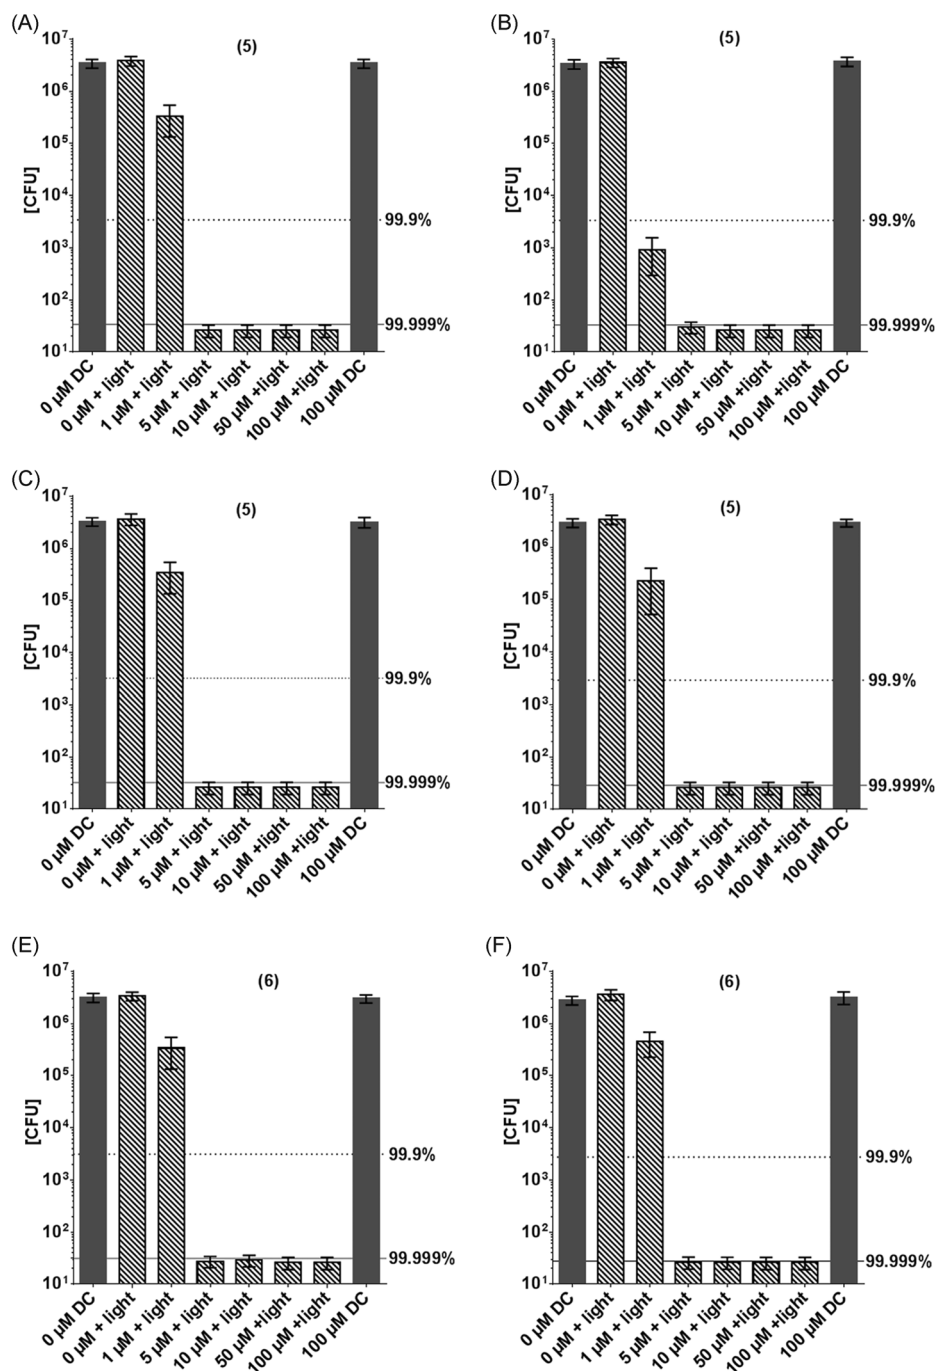 (A)
(5)
[CFU]
10⁷
10⁶
10⁵
10⁴
10³
10²
10¹
99.9%
99.999%
0 µM DC
0 µM + light
1 µM + light
5 µM + light
10 µM + light
50 µM +light
100 µM +light
100 µM DC
(B)
(5)
[CFU]
10⁷
10⁶
10⁵
10⁴
10³
10²
10¹
99.9%
99.999%
0 µM DC
0 µM + light
1 µM + light
5 µM + light
10 µM + light
50 µM +light
100 µM +light
100 µM DC
(C)
(5)
[CFU]
10⁷
10⁶
10⁵
10⁴
10³
10²
10¹
99.9%
99.999%
0 µM DC
0 µM + light
1 µM + light
5 µM + light
10 µM + light
50 µM +light
100 µM +light
100 µM DC
(D)
(5)
[CFU]
10⁷
10⁶
10⁵
10⁴
10³
10²
10¹
99.9%
99.999%
0 µM DC
0 µM + light
1 µM + light
5 µM + light
10 µM + light
50 µM +light
100 µM +light
100 µM DC
(E)
(6)
[CFU]
10⁷
10⁶
10⁵
10⁴
10³
10²
10¹
99.9%
99.999%
0 µM DC
0 µM + light
1 µM + light
5 µM + light
10 µM + light
50 µM +light
100 µM +light
100 µM DC
(F)
(6)
[CFU]
10⁷
10⁶
10⁵
10⁴
10³
10²
10¹
99.9%
99.999%
0 µM DC
0 µM + light
1 µM + light
5 µM + light
10 µM + light
50 µM +light
100 µM +light
100 µM DC